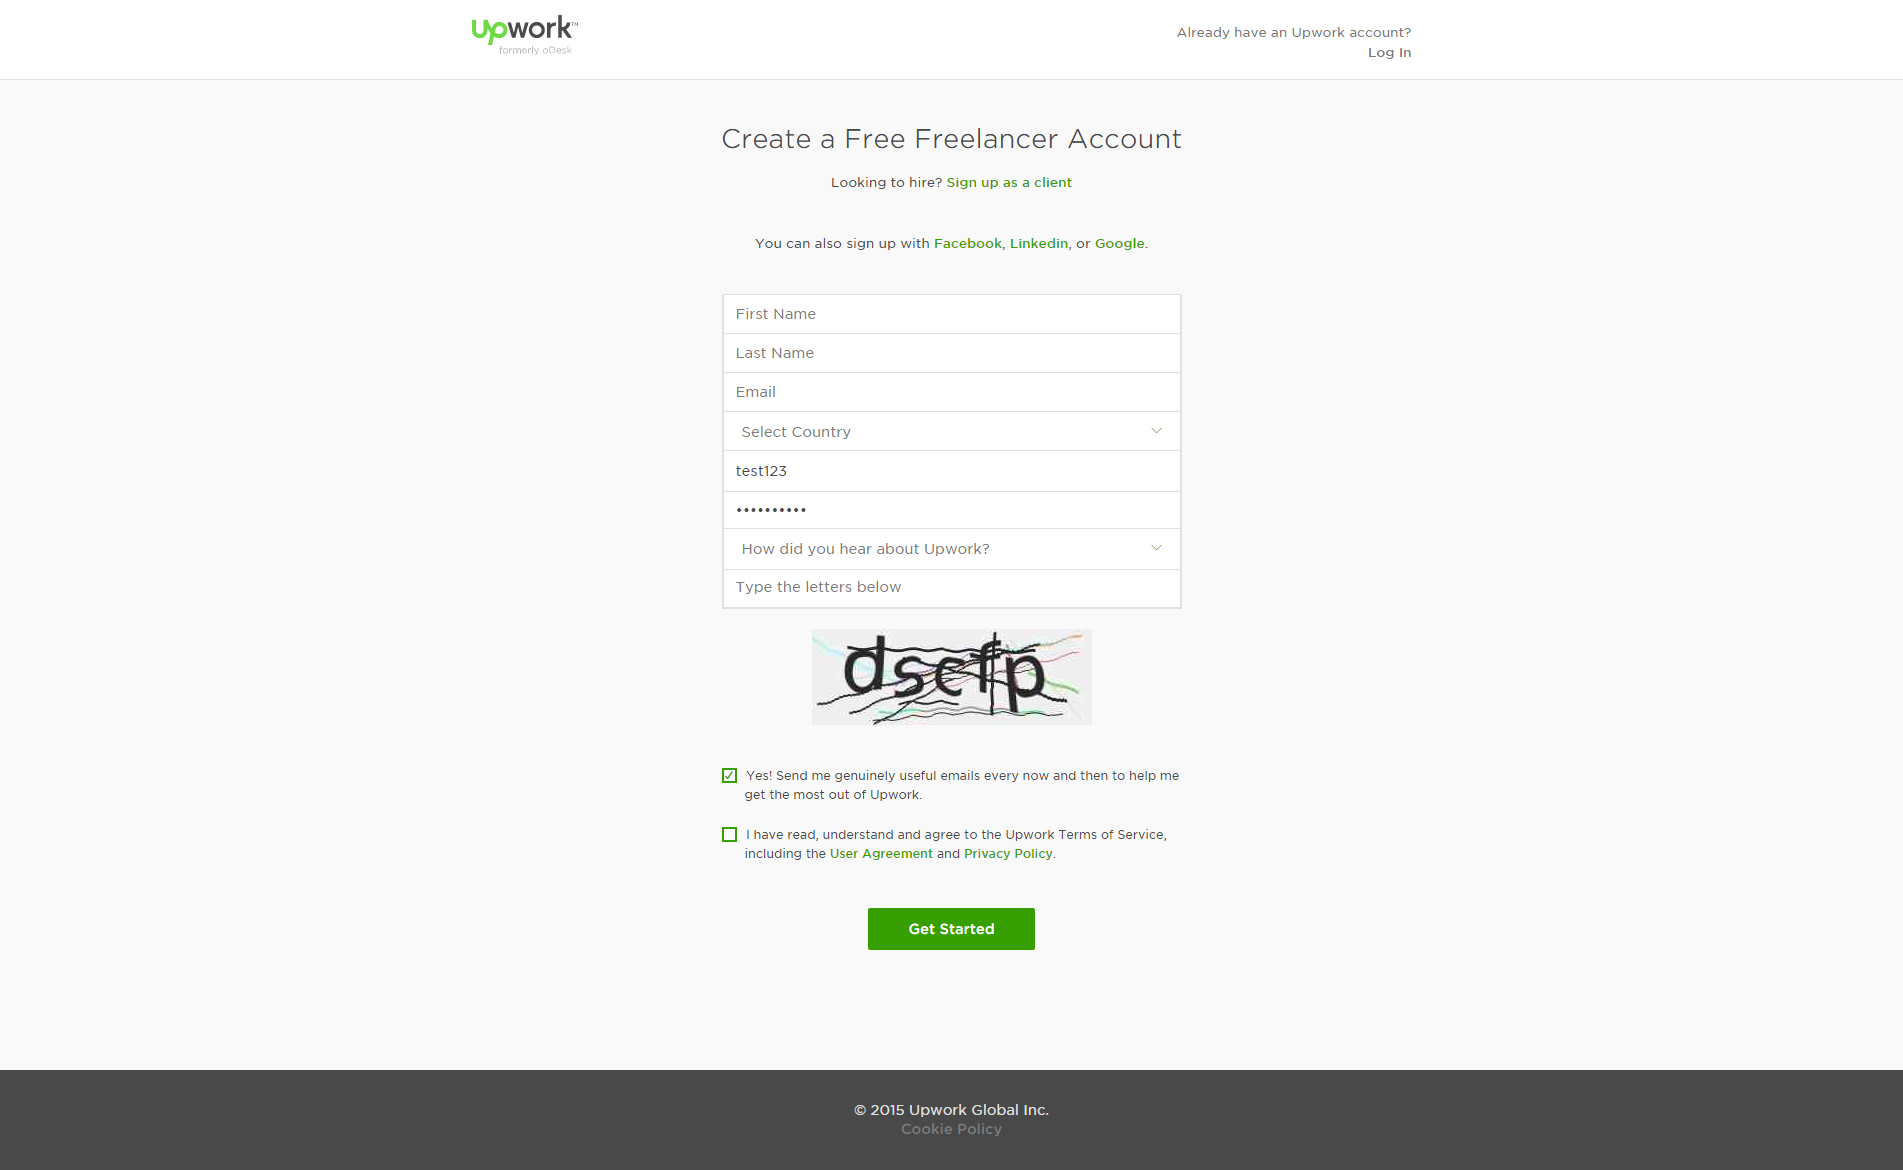 upwork™
formerly oDesk
Already have an Upwork account?
Log In
Create a Free Freelancer Account
Looking to hire? Sign up as a client
You can also sign up with Facebook, Linkedin, or Google.
First Name
Last Name
Email
Select Country
test123
••••••••••
How did you hear about Upwork?
Type the letters below
dscfp
Yes! Send me genuinely useful emails every now and then to help me
get the most out of Upwork.
I have read, understand and agree to the Upwork Terms of Service,
including the User Agreement and Privacy Policy.
Get Started
© 2015 Upwork Global Inc.
Cookie Policy